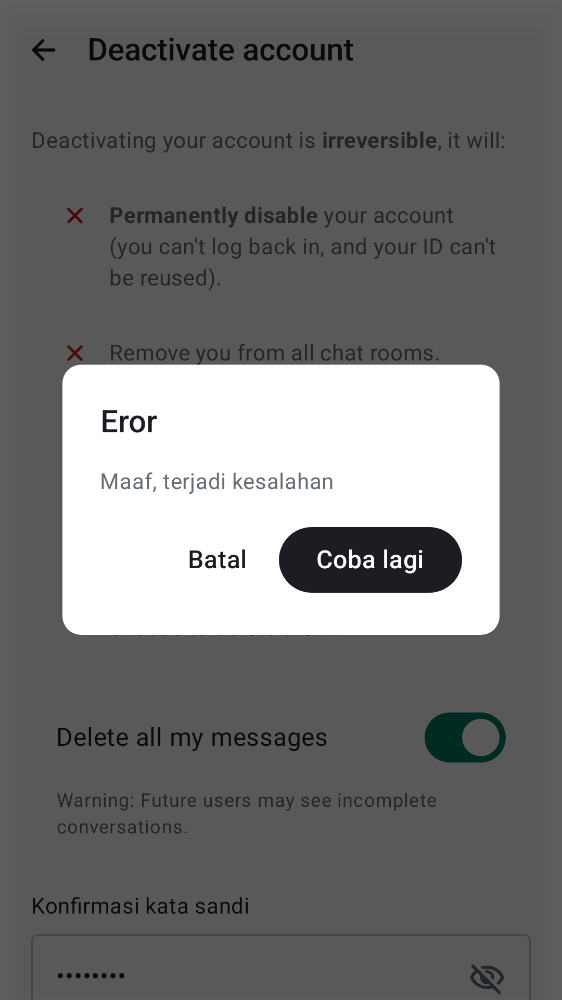 Deactivate account
Deactivating your account is irreversible, it will:
Permanently disable your account
(you can't log back in, and your ID can't
be reused).
Remove you from all chat rooms.
Eror
Maaf, terjadi kesalahan
Batal
Coba lagi
Delete all my messages
Warning: Future users may see incomplete
conversations.
Konfirmasi kata sandi
••••••••